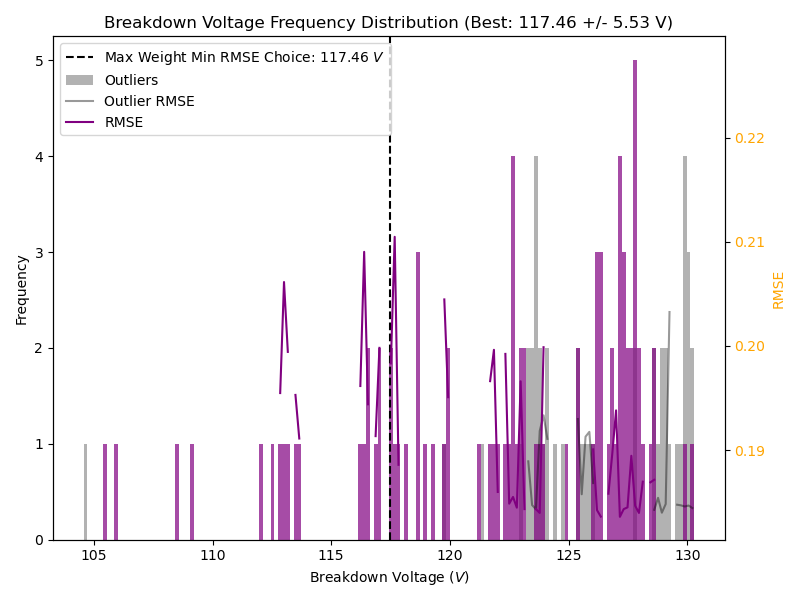 Breakdown Voltage Frequency Distribution (Best: 117.46 +/- 5.53 V)
Max Weight Min RMSE Choice: 117.46 V
Outliers
Outlier RMSE
RMSE
5
4
3
2
1
0
Frequency
0.22
0.21
0.20
0.19
RMSE
105 110 115 120 125 130
Breakdown Voltage (V)